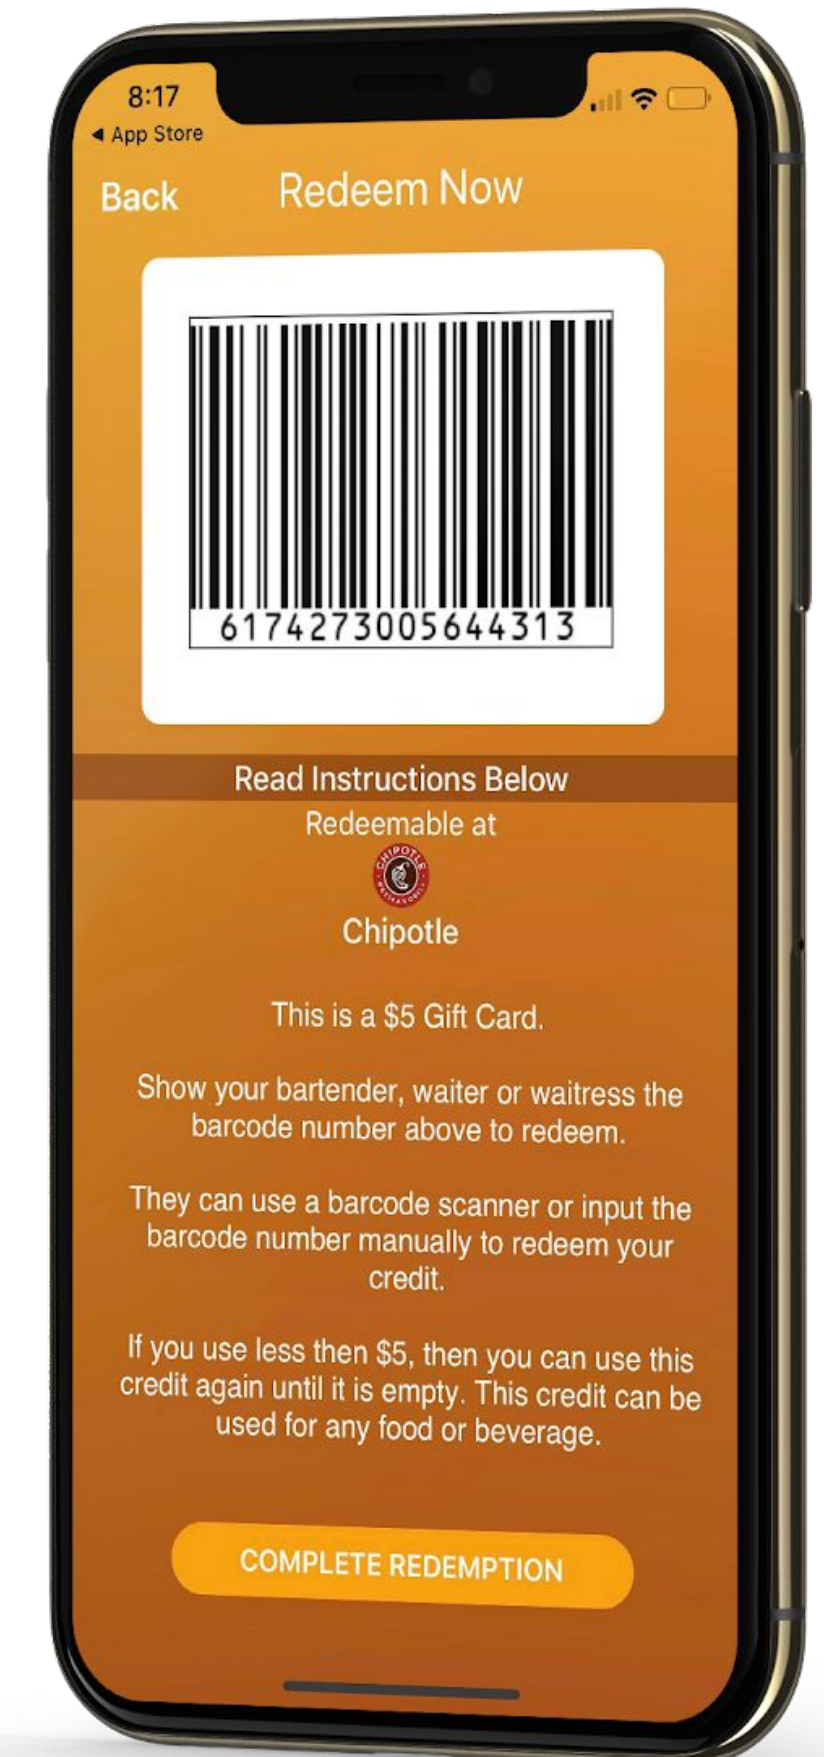 8:17
◀ App Store
Back
Redeem Now
6174273005644313
Read Instructions Below
Redeemable at
CHIPOTLE
Chipotle
This is a $5 Gift Card.
Show your bartender, waiter or waitress the
barcode number above to redeem.
They can use a barcode scanner or input the
barcode number manually to redeem your
credit.
If you use less then $5, then you can use this
credit again until it is empty. This credit can be
used for any food or beverage.
COMPLETE REDEMPTION